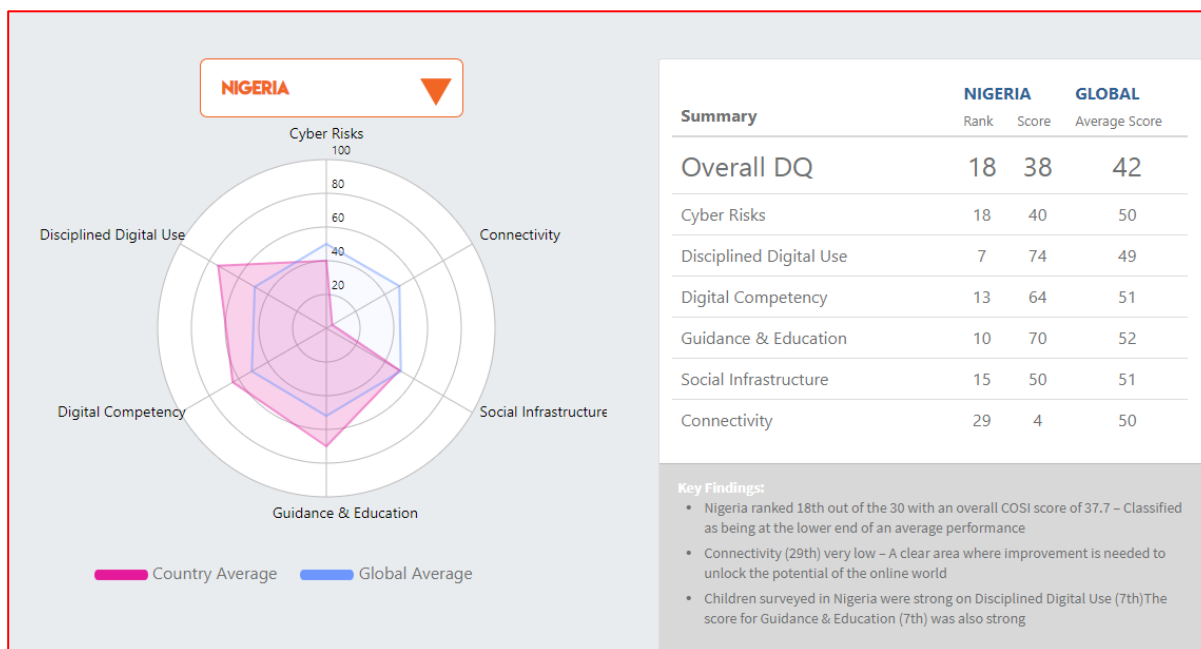 NIGERIA
Cyber Risks
100
80
60
40
20
Disciplined Digital Use
Connectivity
Digital Competency
Social Infrastructure
Guidance & Education
Country Average
Global Average
NIGERIA GLOBAL
Summary Rank Score Average Score
Overall DQ 18 38 42
Cyber Risks 18 40 50
Disciplined Digital Use 7 74 49
Digital Competency 13 64 51
Guidance & Education 10 70 52
Social Infrastructure 15 50 51
Connectivity 29 4 50
Key Findings:
• Nigeria ranked 18th out of the 30 with an overall COSI score of 37.7 – Classified
as being at the lower end of an average performance
• Connectivity (29th) very low – A clear area where improvement is needed to
unlock the potential of the online world
• Children surveyed in Nigeria were strong on Disciplined Digital Use (7th)The
score for Guidance & Education (7th) was also strong